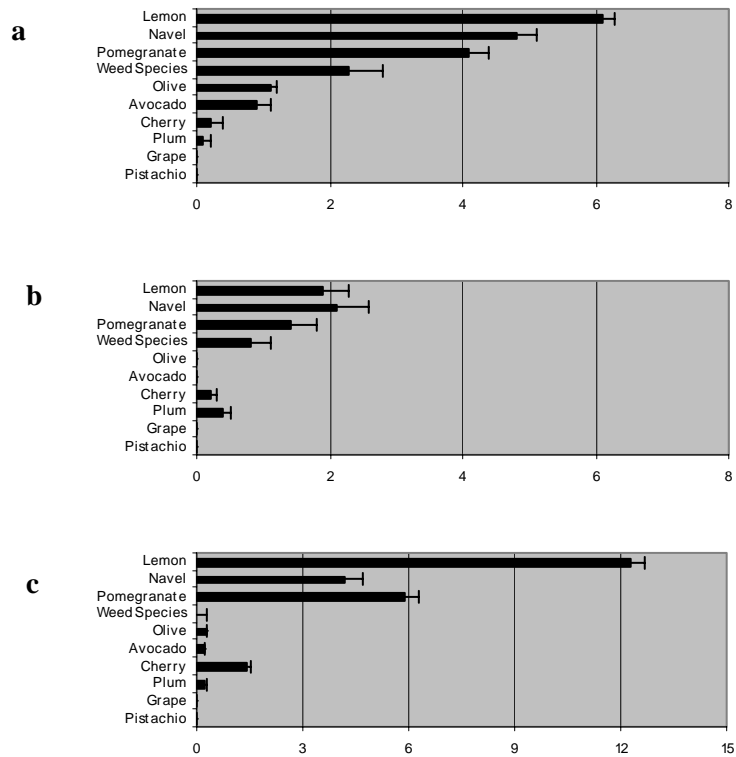 a
Lemon
Navel
Pomegranate
Weed Species
Olive
Avocado
Cherry
Plum
Grape
Pistachio
0 2 4 6 8
b
Lemon
Navel
Pomegranate
Weed Species
Olive
Avocado
Cherry
Plum
Grape
Pistachio
0 2 4 6 8
c
Lemon
Navel
Pomegranate
Weed Species
Olive
Avocado
Cherry
Plum
Grape
Pistachio
0 3 6 9 12 15